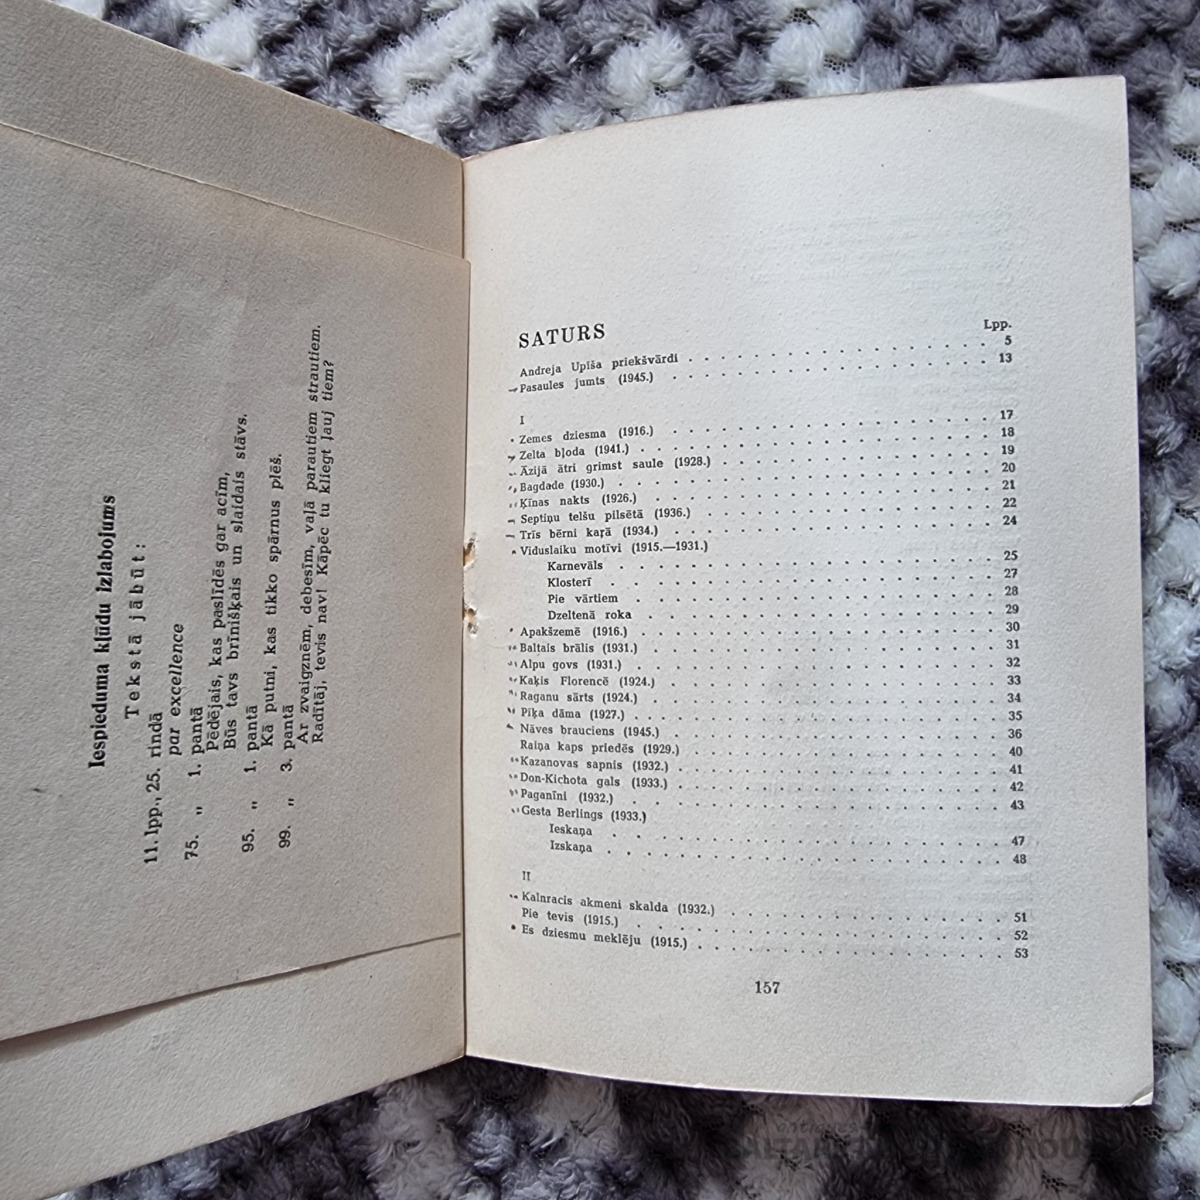 Iespieduma kļūdu izlabojums
Tekstā jābūt:
11. lpp., 25. rindā
par excellence
75. „ 1. pantā
Pēdējais, kas paslīdēs gar acīm,
Būs tavs brīnišķais un slaidais stāvs.
95. „ 1. pantā
Kā putni, kas tikko spārnus plēš.
99. „ 3. pantā
Ar zvaigznēm, debesīm, vaļā parautiem strautiem.
Radītāj, tevis nav! Kāpēc tu kliegt ļauj tiem?
SATURS
Lpp.
Andreja Upīša priekšvārdi . . . 5
Pasaules jumts (1945.) . . . 13
I
Zemes dziesma (1916.) . . . 17
Zelta bļoda (1941.) . . . 18
Āzijā ātri grimst saule (1928.) . . . 19
Bagdade (1930.) . . . 20
Ķīnas nakts (1926.) . . . 21
Septiņu telšu pilsētā (1936.) . . . 22
Trīs bērni kaŗā (1934.) . . . 24
Viduslaiku motīvi (1915.—1931.)
Karnevāls . . . 25
Klosterī . . . 27
Pie vārtiem . . . 28
Dzeltenā roka . . . 29
Apakšzemē (1916.) . . . 30
Baltais brālis (1931.) . . . 31
Alpu govs (1931.) . . . 32
Kaķis Florencē (1924.) . . . 33
Raganu sārts (1924.) . . . 34
Pīķa dāma (1927.) . . . 35
Nāves brauciens (1945.) . . . 36
Raiņa kaps priedēs (1929.) . . . 40
Kazanovas sapnis (1932.) . . . 41
Don-Kichota gals (1933.) . . . 42
Paganīni (1932.) . . . 43
Gesta Berlings (1933.)
Ieskaņa . . . 47
Izskaņa . . . 48
II
Kalnracis akmeni skalda (1932.) . . . 51
Pie tevis (1915.) . . . 52
Es dziesmu meklēju (1915.) . . . 53
157